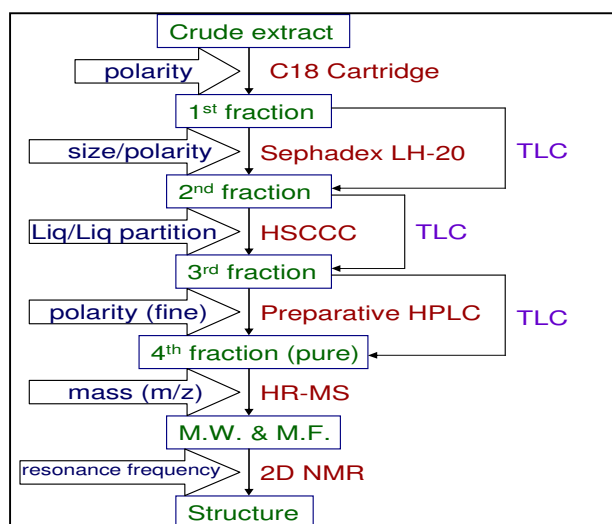 Crude extract
polarity
C18 Cartridge
1st fraction
size/polarity
Sephadex LH-20
TLC
2nd fraction
Liq/Liq partition
HSCCC
TLC
3rd fraction
polarity (fine)
Preparative HPLC
TLC
4th fraction (pure)
mass (m/z)
HR-MS
M.W. & M.F.
resonance frequency
2D NMR
Structure